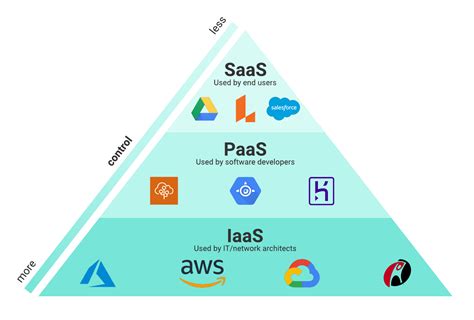 less
control
more
SaaS
Used by end users
salesforce
PaaS
Used by software developers
IaaS
Used by IT/network architects
aws